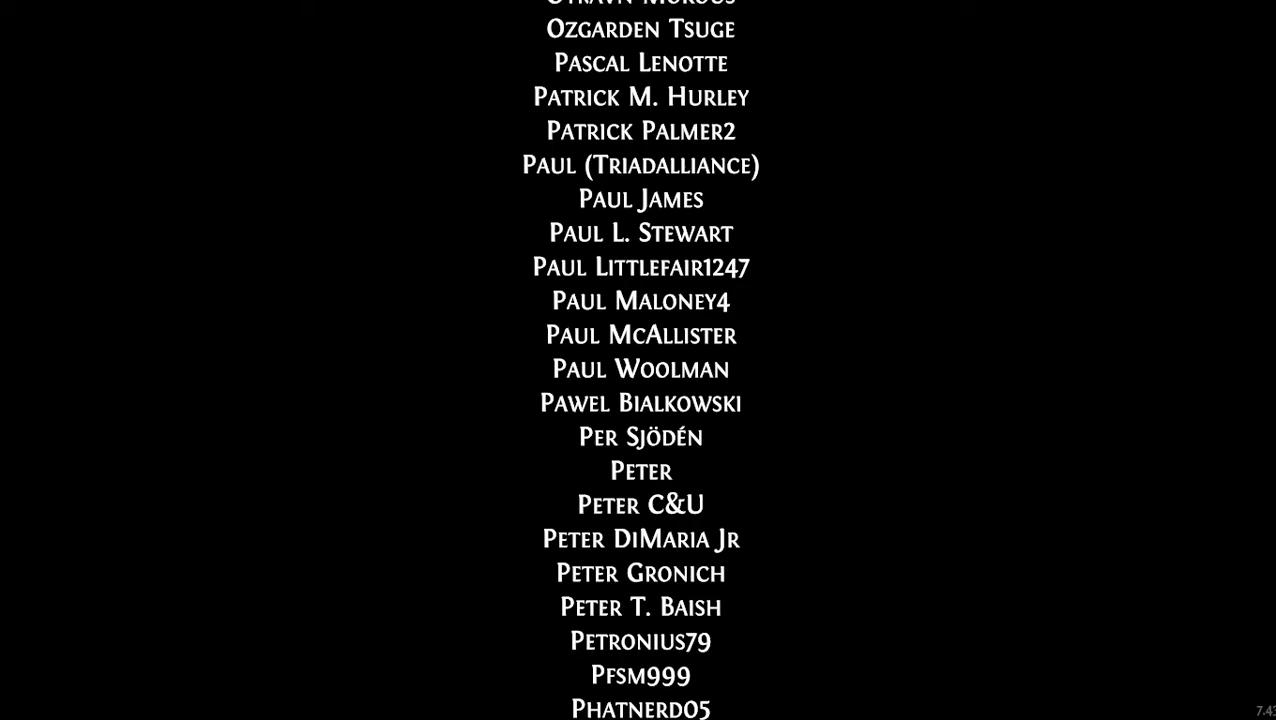 Ozgarden Tsuge
Pascal Lenotte
Patrick M. Hurley
Patrick Palmer2
Paul (Triadalliance)
Paul James
Paul L. Stewart
Paul Littlefair1247
Paul Maloney4
Paul McAllister
Paul Woolman
Pawel Bialkowski
Per Sjödén
Peter
Peter C&U
Peter DiMaria Jr
Peter Gronich
Peter T. Baish
Petronius79
Pfsm999
Phatnerd05